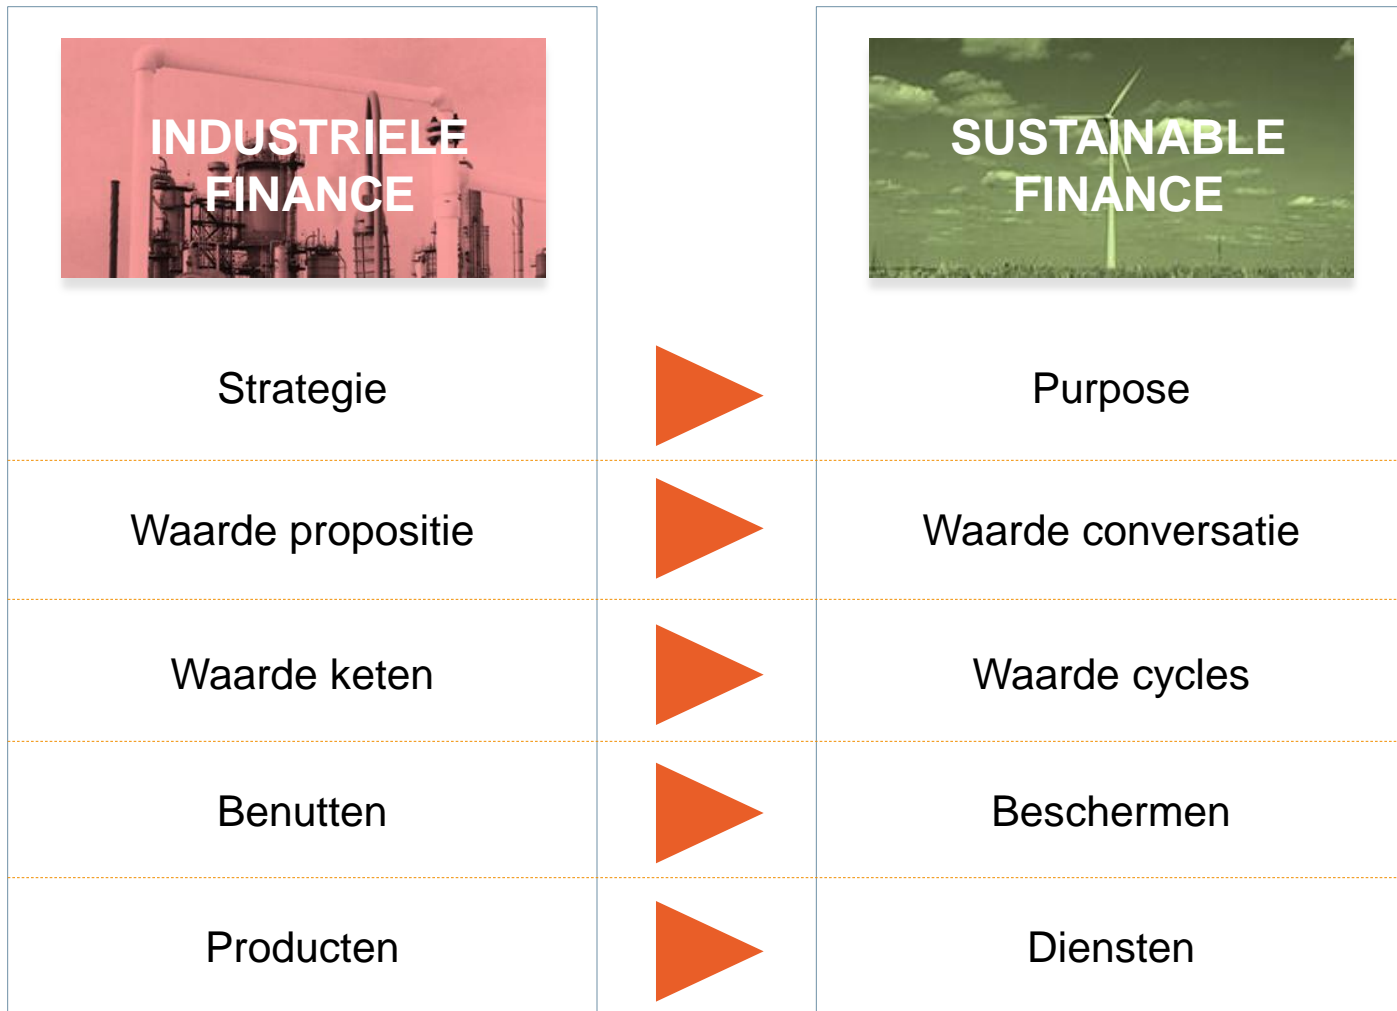 INDUSTRIELE
FINANCE
SUSTAINABLE
FINANCE
Strategie
Purpose
Waarde propositie
Waarde conversatie
Waarde keten
Waarde cycles
Benutten
Beschermen
Producten
Diensten